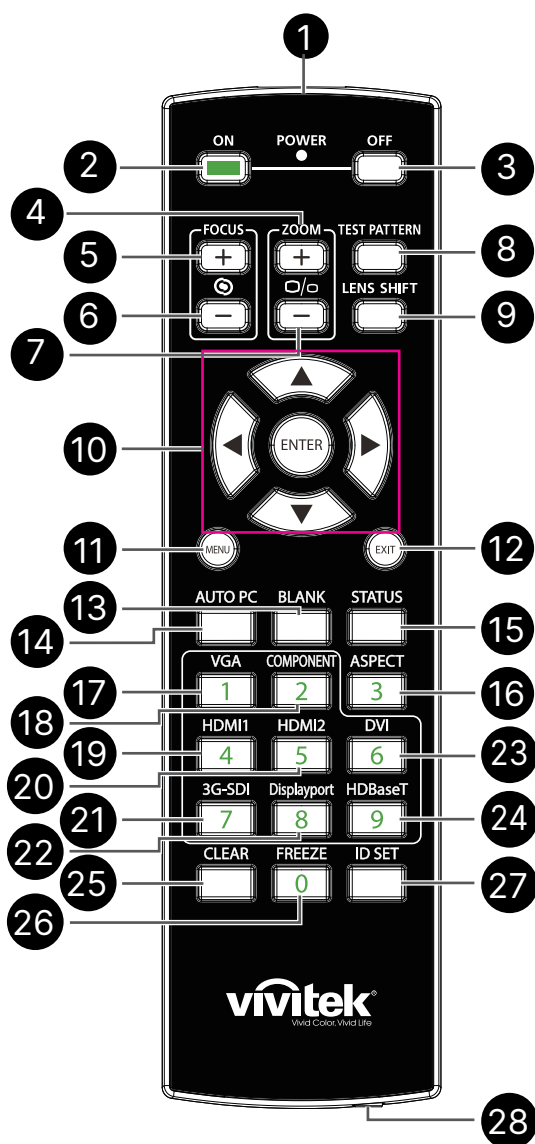 1
ON POWER OFF
2
3
4
FOCUS ZOOM TEST PATTERN
5
+ +
8
LENS SHIFT
6
− −
9
7
10
ENTER
11
MENU EXIT
12
13
AUTO PC BLANK STATUS
14
15
VGA COMPONENT ASPECT
17
1 2 3
16
18
HDMI1 HDMI2 DVI
19
4 5 6
23
20
3G-SDI Displayport HDBaseT
21
7 8 9
24
22
CLEAR FREEZE ID SET
25
0
27
26
vivitek®
Vivid Color, Vivid Life
28